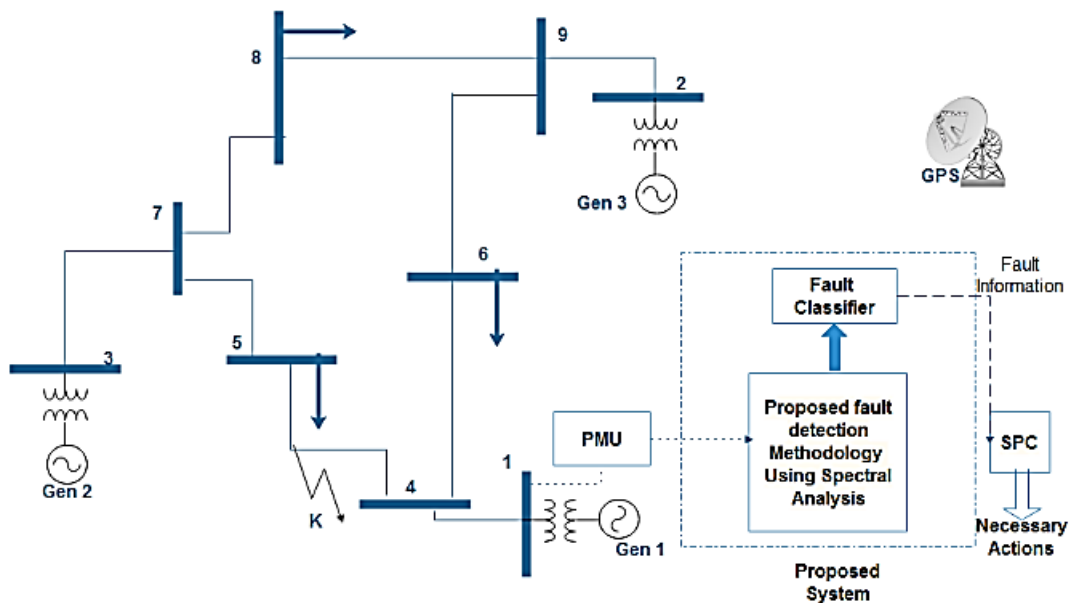 8
9
2
Gen 3
GPS
7
6
5
3
Gen 2
K
4
1
Gen 1
PMU
Fault
Classifier
Fault
Information
Proposed fault
detection
Methodology
Using Spectral
Analysis
SPC
Necessary
Actions
Proposed
System